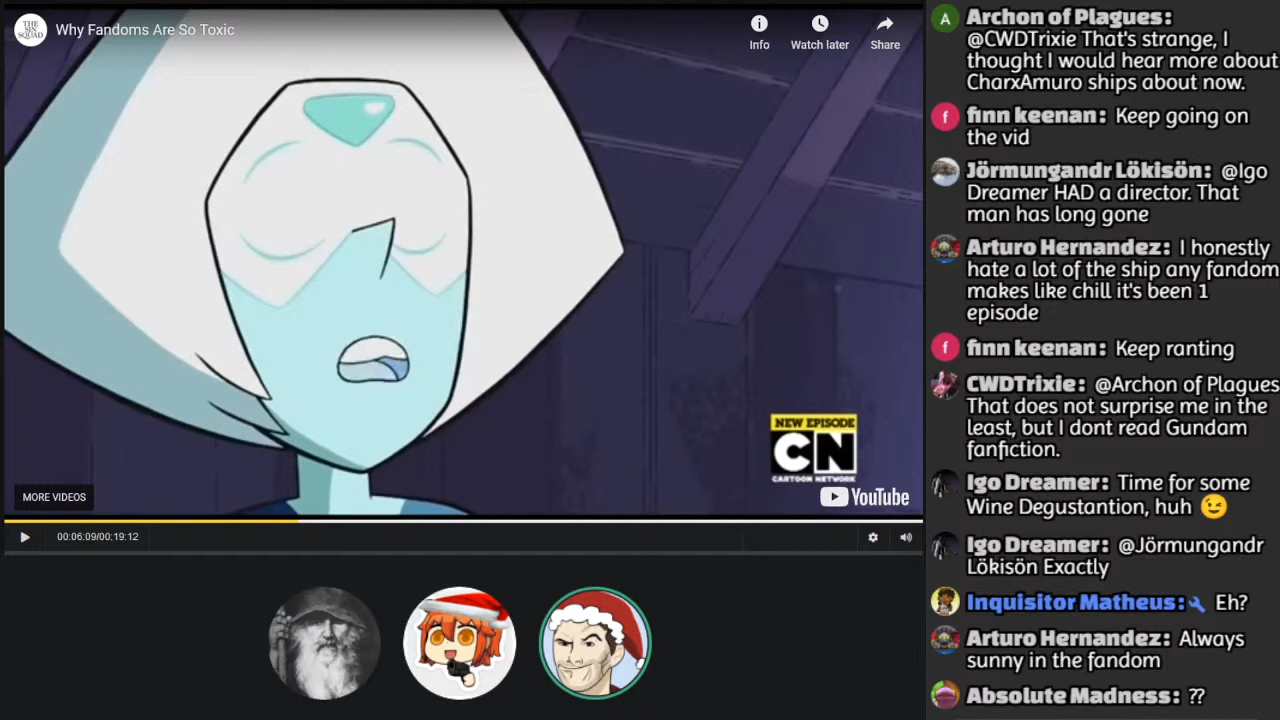 THE
SIN
SQUAD
Why Fandoms Are So Toxic
Info
Watch later
Share
NEW EPISODE
CN
CARTOON NETWORK
MORE VIDEOS
YouTube
00:06:09/00:19:12
A
Archon of Plagues:
@CWDTrixie That's strange, I
thought I would hear more about
CharxAmuro ships about now.
f
finn keenan: Keep going on
the vid
Jörmungandr Lökisön: @Igo
Dreamer HAD a director. That
man has long gone
Arturo Hernandez: I honestly
hate a lot of the ship any fandom
makes like chill it's been 1
episode
f
finn keenan: Keep ranting
CWDTrixie: @Archon of Plagues
That does not surprise me in the
least, but I dont read Gundam
fanfiction.
Igo Dreamer: Time for some
Wine Degustantion, huh 😉
Igo Dreamer: @Jörmungandr
Lökisön Exactly
Inquisitor Matheus: Eh?
Arturo Hernandez: Always
sunny in the fandom
Absolute Madness: ??